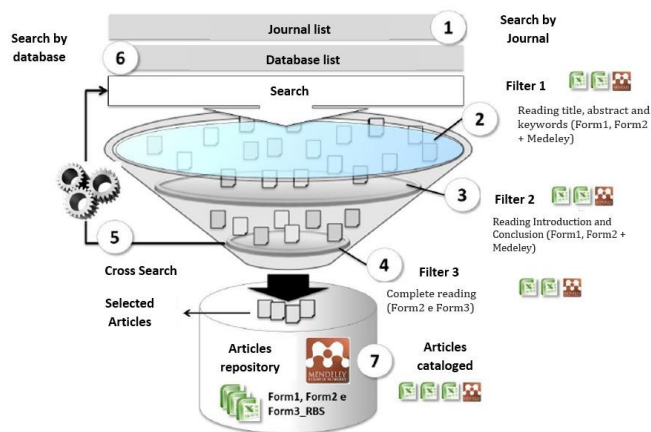 Search by
database
1
Journal list
Search by
Journal
6
Database list
Search
Filter 1
MENDELEY
2
Reading title, abstract and
keywords (Form1, Form2
+ Medeley)
3
Filter 2
Reading Introduction and
Conclusion (Form1, Form2 +
Medeley)
5
Cross Search
4
Filter 3
Complete reading
(Form2 e Form3)
Selected
Articles
Articles
repository
MENDELEY
7
Articles
cataloged
Form1, Form2 e
Form3_RBS